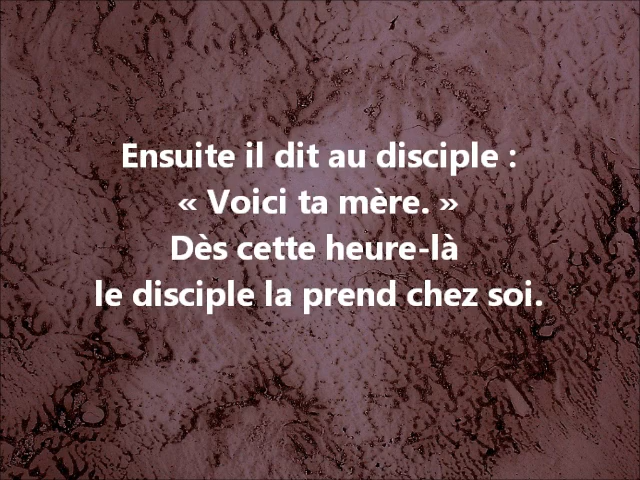 Ensuite il dit au disciple :
« Voici ta mère. »
Dès cette heure-là
le disciple la prend chez soi.